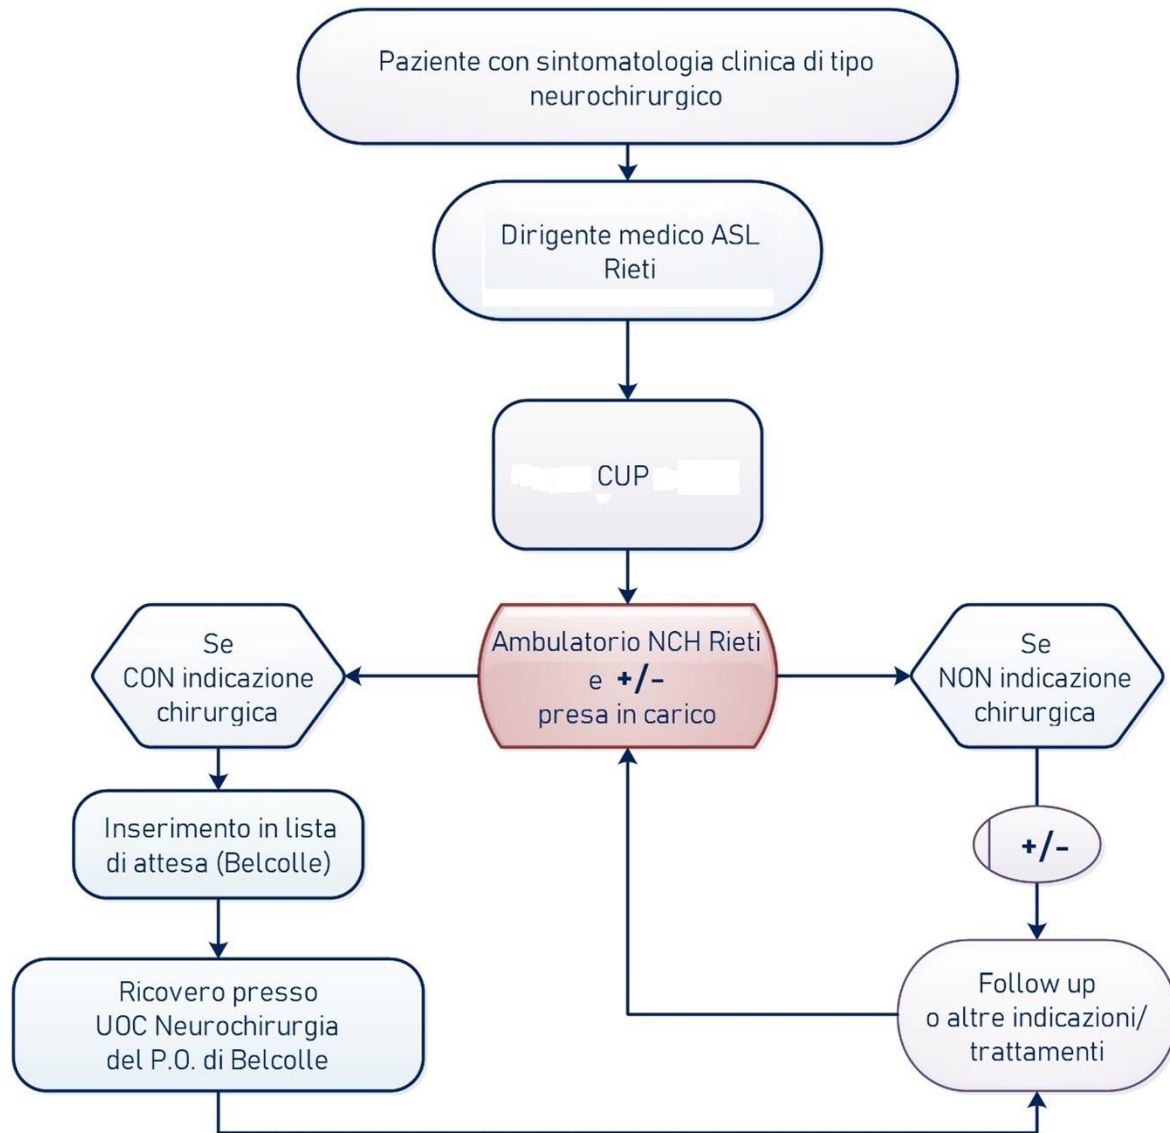 Paziente con sintomatologia clinica di tipo
neurochirurgico
Dirigente medico ASL
Rieti
CUP
Se
CON indicazione
chirurgica
Ambulatorio NCH Rieti
e +/-
presa in carico
Se
NON indicazione
chirurgica
Inserimento in lista
di attesa (Belcolle)
+/-
Ricovero presso
UOC Neurochirurgia
del P.O. di Belcolle
Follow up
o altre indicazioni/
trattamenti